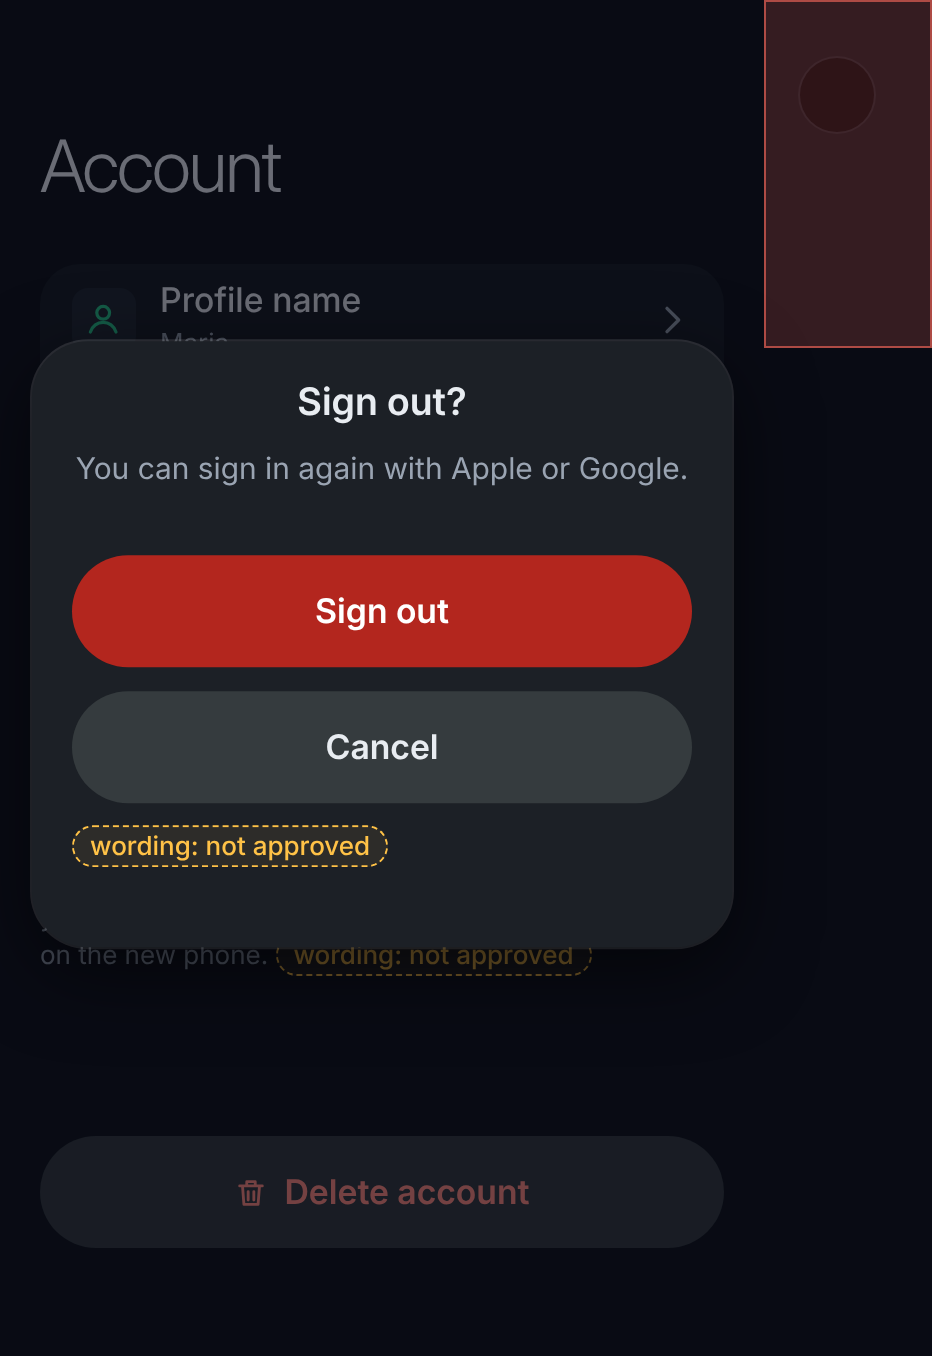 Account
Profile name
Sign out?
You can sign in again with Apple or Google.
Sign out
Cancel
wording: not approved
on the new phone. wording: not approved
Delete account